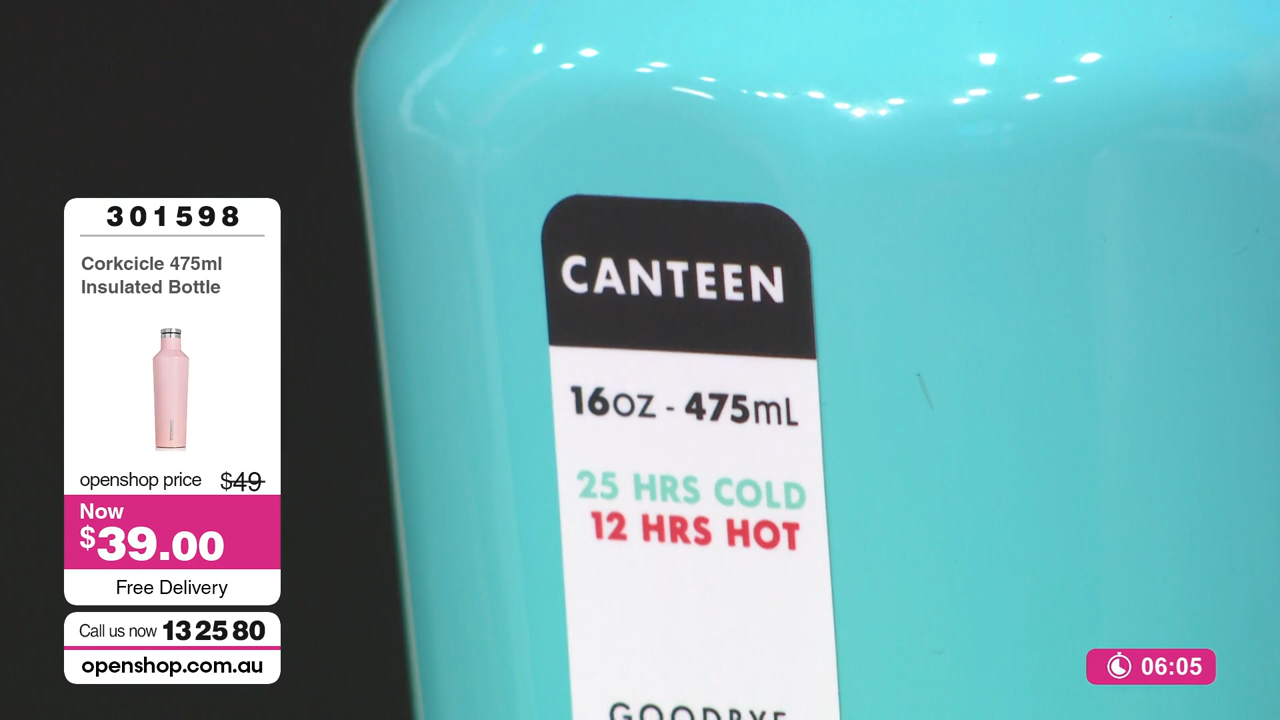 301598
Corkcicle 475ml
Insulated Bottle
openshop price $49
Now
$39.00
Free Delivery
Call us now 13 25 80
openshop.com.au
CANTEEN
16oz - 475mL
25 HRS COLD
12 HRS HOT
GOODBYE
06:05